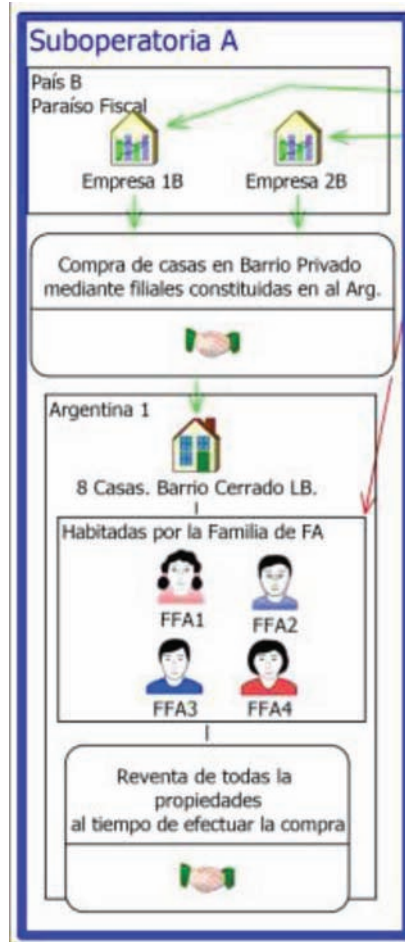 Suboperatoria A
País B
Paraíso Fiscal
Empresa 1B
Empresa 2B
Compra de casas en Barrio Privado
mediante filiales constituidas en al Arg.
Argentina 1
8 Casas. Barrio Cerrado LB.
Habitadas por la Familia de FA
FFA1
FFA2
FFA3
FFA4
Reventa de todas la
propiedades
al tiempo de efectuar la compra